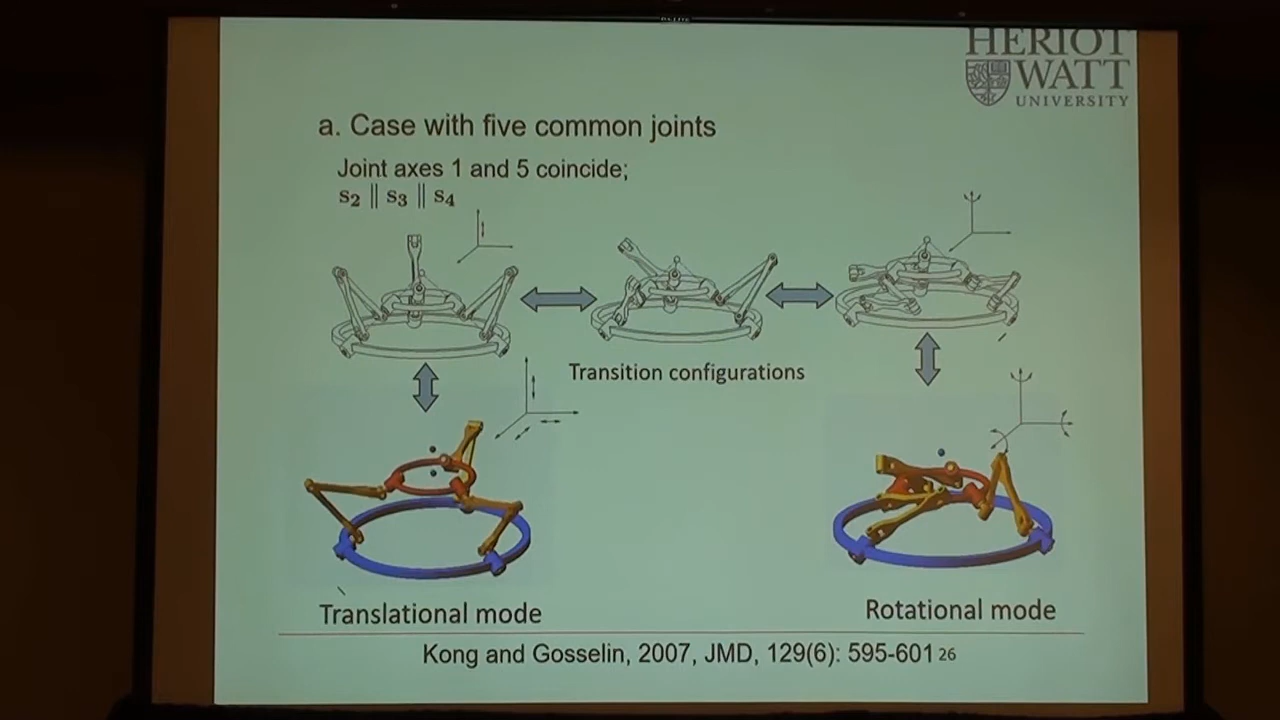 HERIOT
WATT
UNIVERSITY
a. Case with five common joints
Joint axes 1 and 5 coincide;
s₂ ∥ s₃ ∥ s₄
Transition configurations
Translational mode
Rotational mode
Kong and Gosselin, 2007, JMD, 129(6): 595-601 26